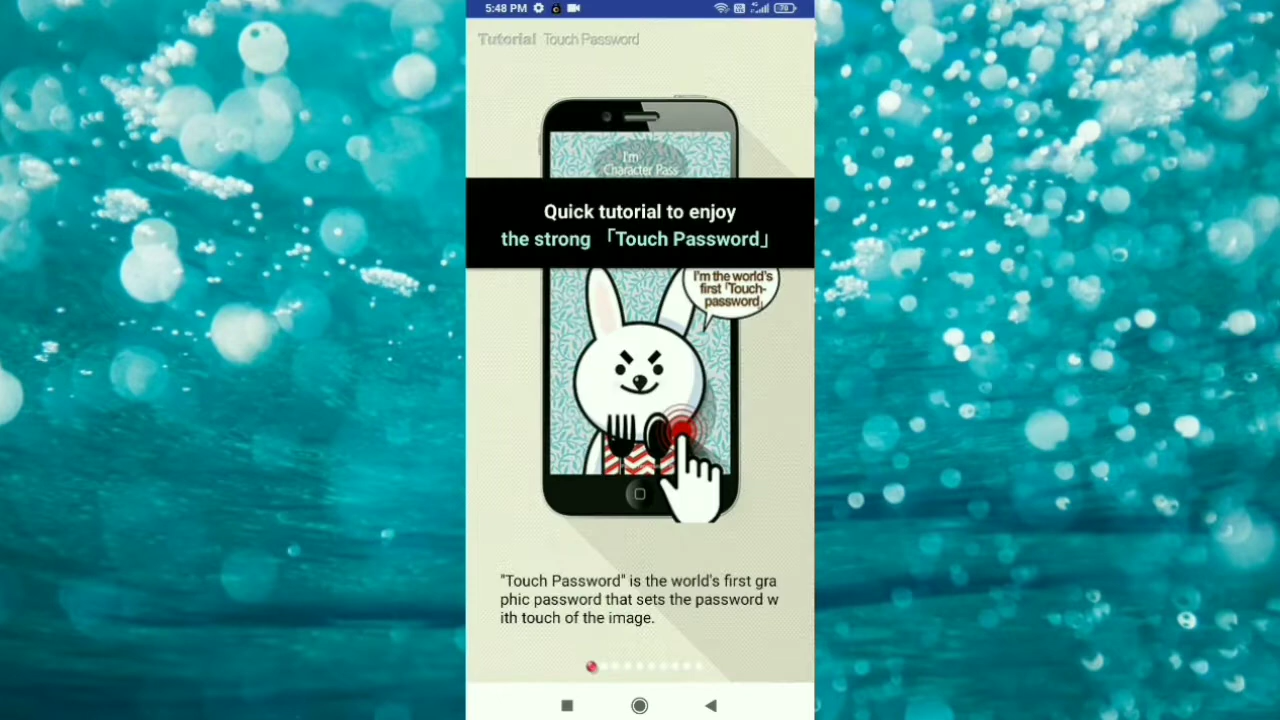 5:48 PM
70
Tutorial Touch Password
I'm
Character Pass
Quick tutorial to enjoy
the strong 「Touch Password」
I'm the world's
first 「Touch-
password」
"Touch Password" is the world's first gra
phic password that sets the password w
ith touch of the image.